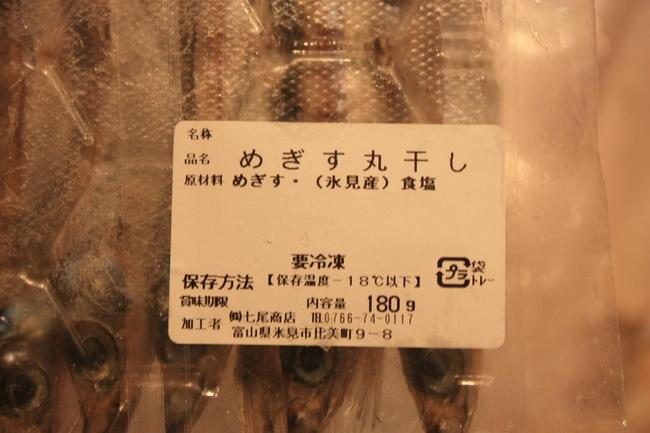 名称
品名 めぎす丸干し
原材料 めぎす・（氷見産）食塩
要冷凍
保存方法 【保存温度－18℃以下】
プラ 袋 トレー
賞味期限 内容量 180g
加工者 ㈱七尾商店 ℡0766-74-0117
富山県氷見市比美町9－8